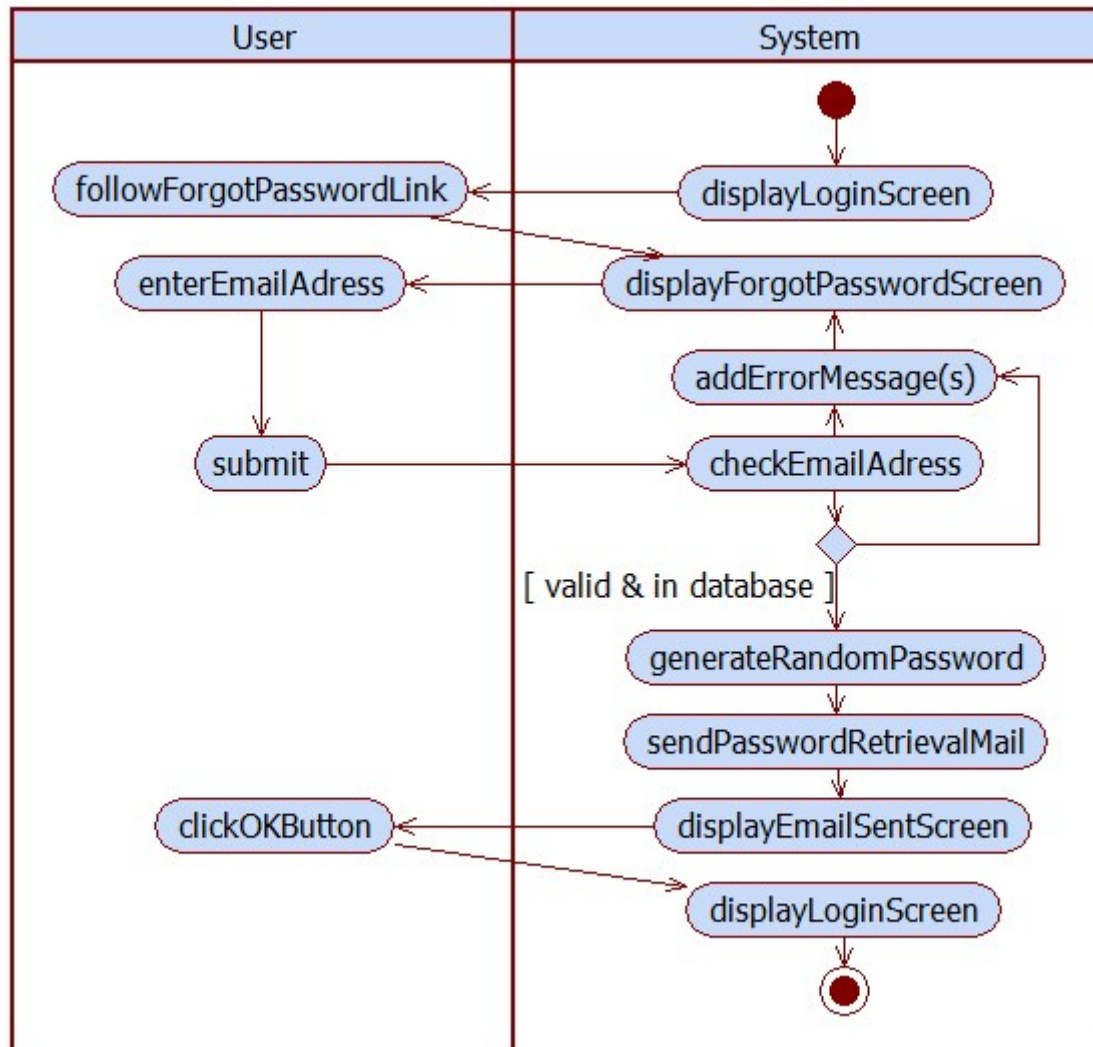 User System
followForgotPasswordLink displayLoginScreen
enterEmailAdress displayForgotPasswordScreen
addErrorMessage(s)
submit checkEmailAdress
[ valid & in database ]
generateRandomPassword
sendPasswordRetrievalMail
clickOKButton displayEmailSentScreen
displayLoginScreen